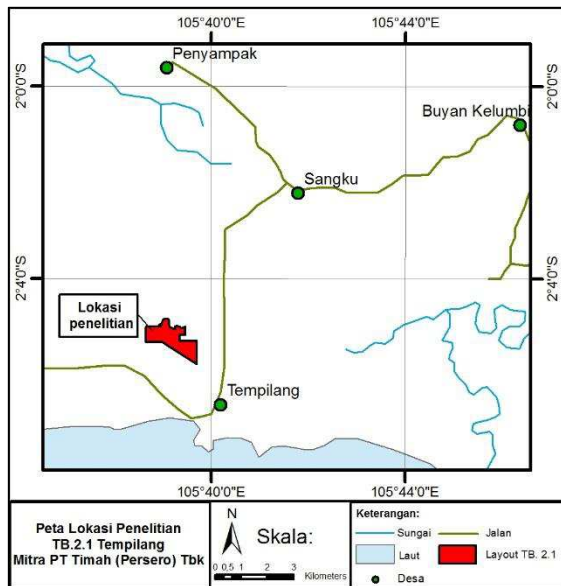 105°40'0"E 105°44'0"E
Penyampak
2°0'0"S 2°0'0"S
Buyan Kelumbi
Sangku
2°4'0"S 2°4'0"S
Lokasi
penelitian
Tempilang
105°40'0"E 105°44'0"E
Peta Lokasi Penelitian
TB.2.1 Tempilang
Mitra PT Timah (Persero) Tbk
N
Skala:
0 0,5 1 2 3
Kilometers
Keterangan:
Sungai Jalan
Laut Layout TB. 2.1
Desa